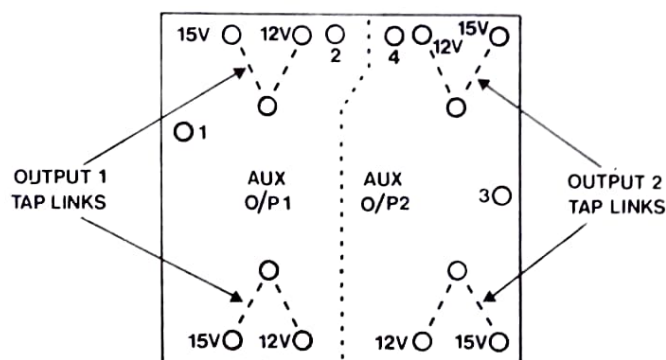 15V 12V 2 4 12V 15V
1
OUTPUT 1
TAP LINKS
AUX
O/P1
AUX
O/P2
3
OUTPUT 2
TAP LINKS
15V 12V 12V 15V